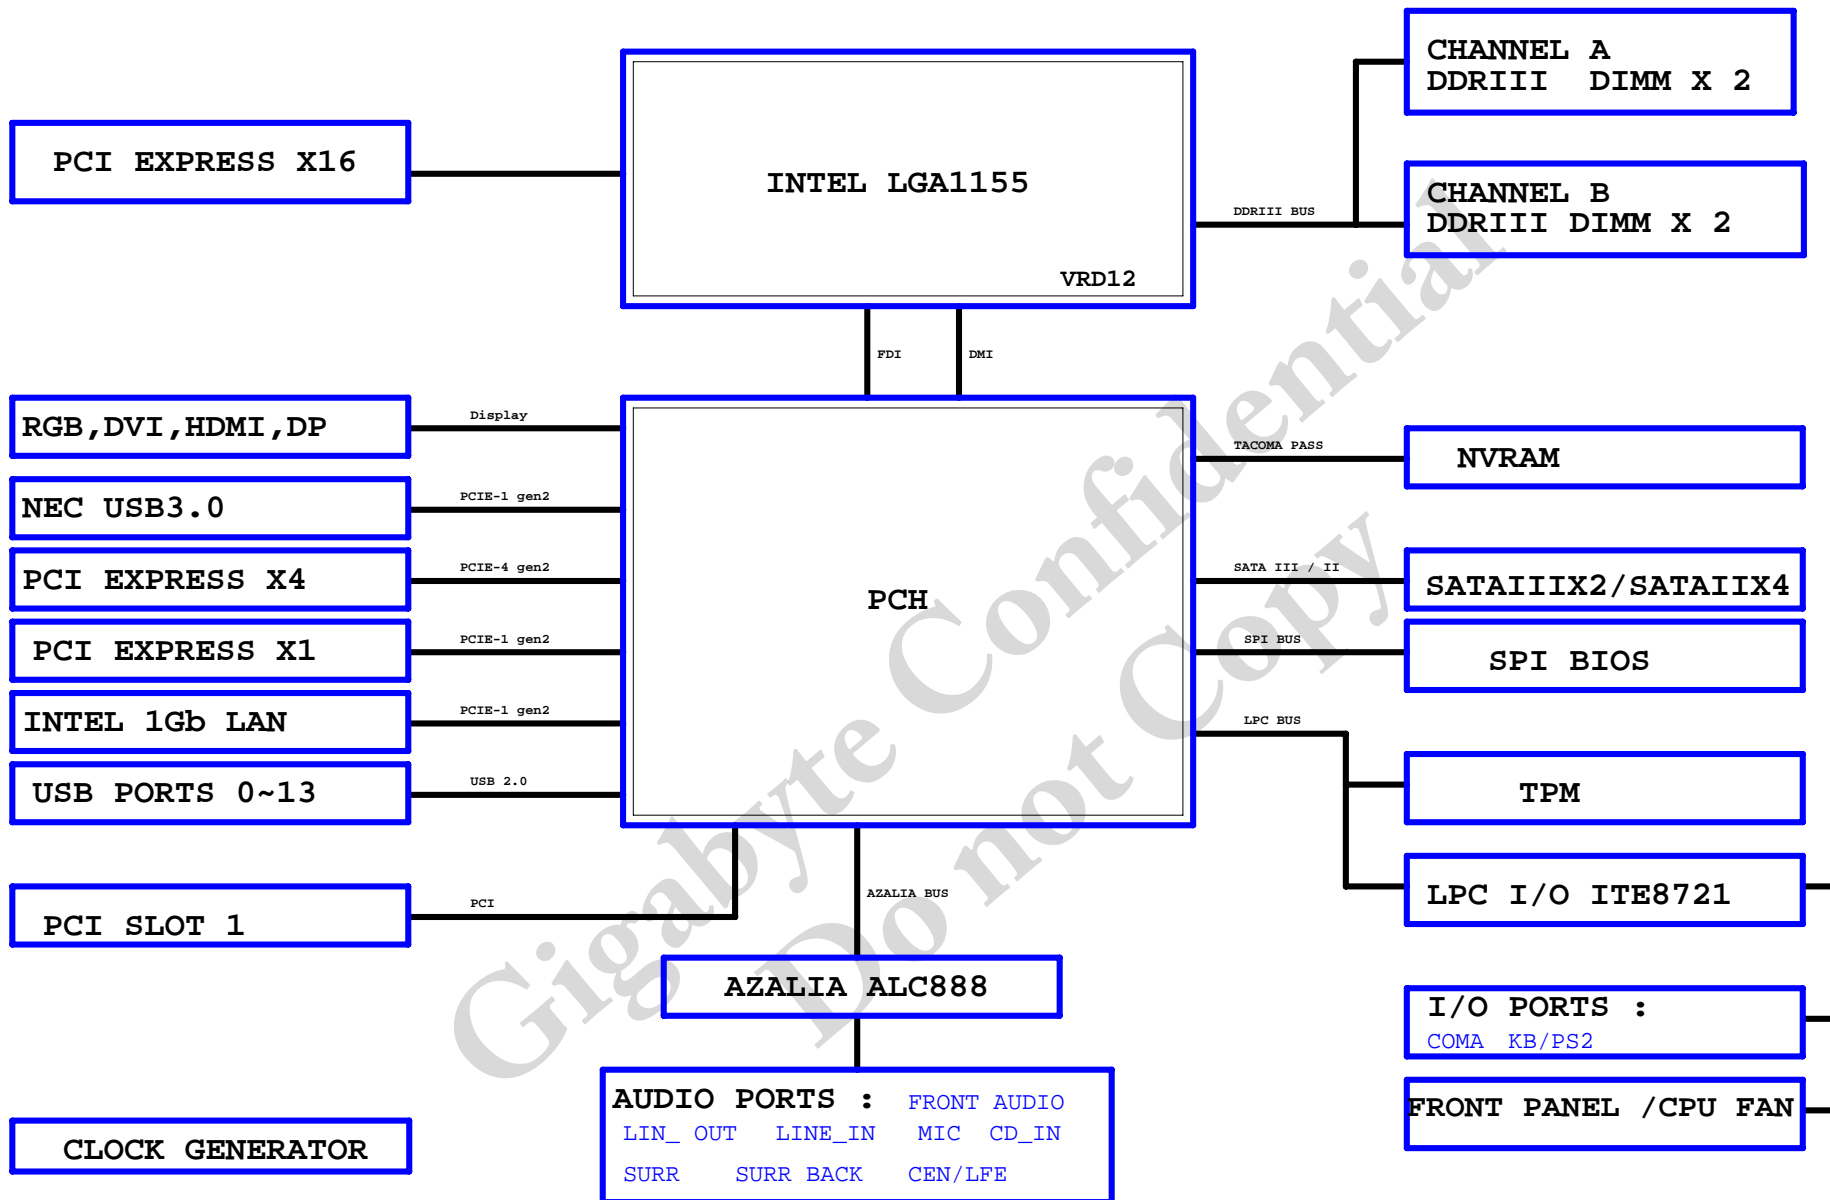 CHANNEL A
DDRIII DIMM X 2
PCI EXPRESS X16
INTEL LGA1155
CHANNEL B
DDRIII DIMM X 2
DDRIII BUS
VRD12
FDI
DMI
RGB,DVI,HDMI,DP
Display
TACOMA PASS
NVRAM
NEC USB3.0
PCIE-1 gen2
PCI EXPRESS X4
PCIE-4 gen2
PCH
SATA III / II
SATAIIIX2/SATAIIX4
PCI EXPRESS X1
PCIE-1 gen2
SPI BUS
SPI BIOS
INTEL 1Gb LAN
PCIE-1 gen2
LPC BUS
USB PORTS 0~13
USB 2.0
TPM
PCI SLOT 1
PCI
AZALIA BUS
LPC I/O ITE8721
AZALIA ALC888
I/O PORTS :
COMA KB/PS2
AUDIO PORTS : FRONT AUDIO
LIN_ OUT LINE_IN MIC CD_IN
SURR SURR BACK CEN/LFE
FRONT PANEL /CPU FAN
CLOCK GENERATOR
Gigabyte Confidential
Do not Copy